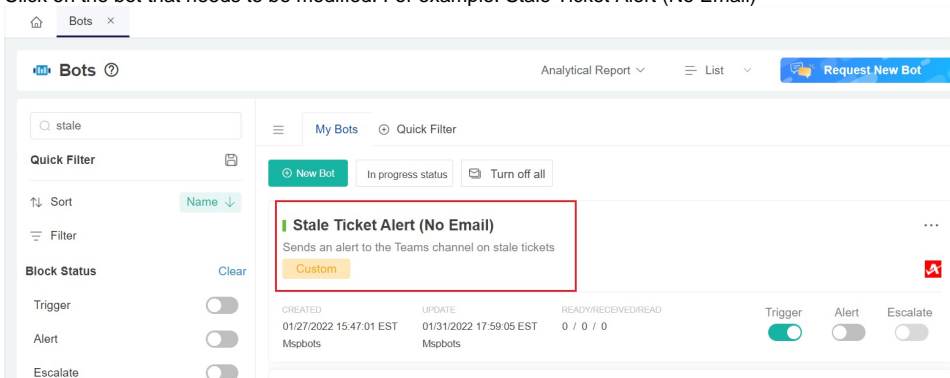 Click on the bot that needs to be modified. For example: Stale Ticket Alert (No Email)
Bots ×
Bots
Analytical Report
List
Request New Bot
stale
My Bots
Quick Filter
Quick Filter
New Bot
In progress status
Turn off all
Sort
Name ↓
Filter
Stale Ticket Alert (No Email)
Sends an alert to the Teams channel on stale tickets
Custom
Block Status
Clear
Trigger
Alert
Escalate
CREATED
UPDATE
READY/RECEIVED/READ
01/27/2022 15:47:01 EST
01/31/2022 17:59:05 EST
0 / 0 / 0
Mspbots
Mspbots
Trigger
Alert
Escalate